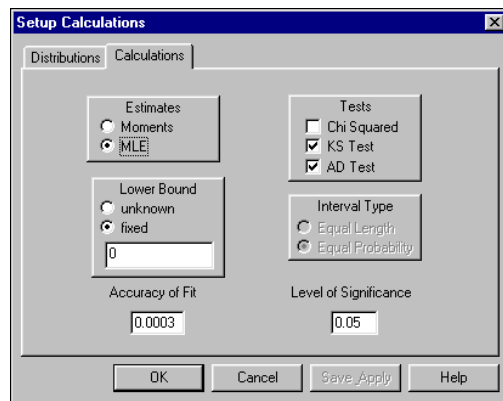 Setup Calculations
Distributions
Calculations
Estimates
Moments
MLE
Tests
Chi Squared
KS Test
AD Test
Lower Bound
unknown
fixed
0
Interval Type
Equal Length
Equal Probability
Accuracy of Fit
0.0003
Level of Significance
0.05
OK
Cancel
Save Apply
Help